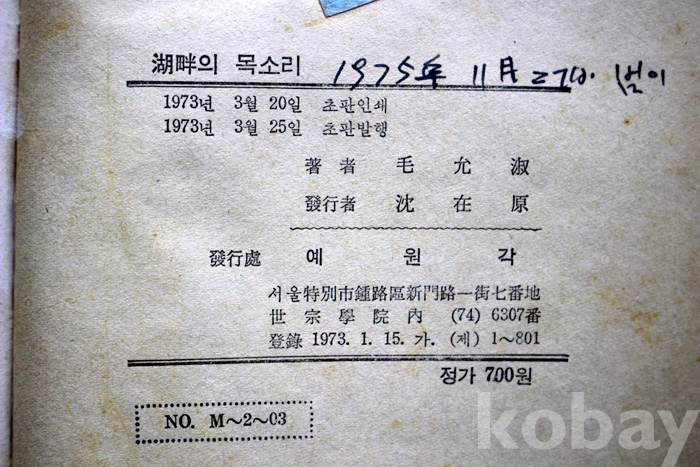 湖畔의 목소리 1975年 11月
1973년 3월 20일 초판인쇄
1973년 3월 25일 초판발행
著者 毛允淑
發行者 沈在原
發行處 예원각
서울特別市鍾路區新門路一街七番地
世宗學院內 (74) 6307番
登錄 1973. 1. 15. 가. (제) 1~801
정가 700원
NO. M~2~03
kobay